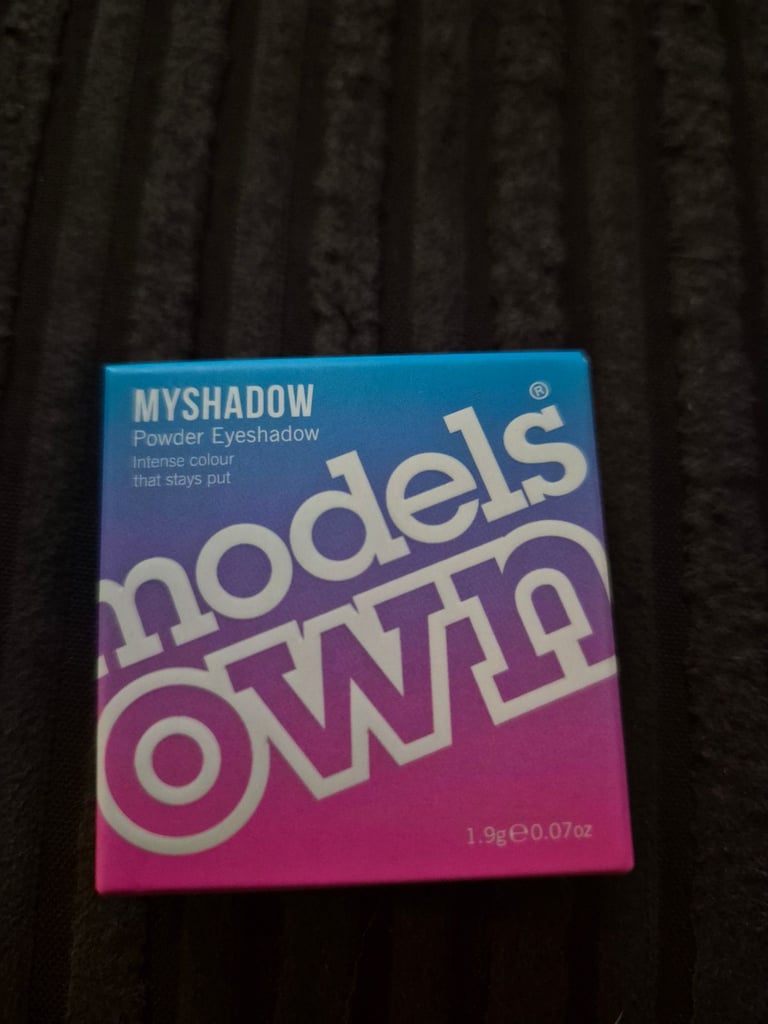 MYSHADOW
Powder Eyeshadow
Intense colour
that stays put
models®
own
1.9g℮0.07oz